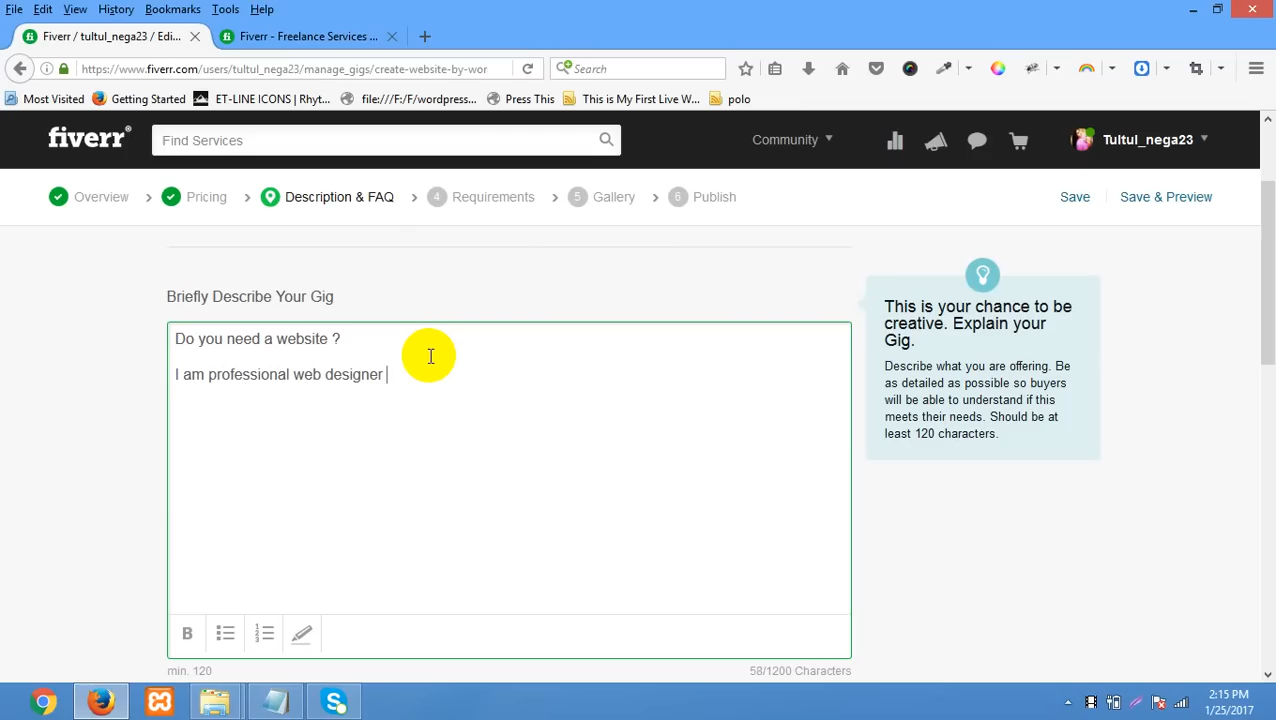 File Edit View History Bookmarks Tools Help
Fiverr / tultul_nega23 / Edi...
Fiverr - Freelance Services ...
https://www.fiverr.com/users/tultul_nega23/manage_gigs/create-website-by-wor
Search
Most Visited Getting Started ET-LINE ICONS | Rhyt... file:///F:/F/wordpress... Press This This is My First Live W... polo
fiverr®
Find Services
Community
Tultul_nega23
Overview Pricing Description & FAQ 4 Requirements 5 Gallery 6 Publish
Save Save & Preview
Briefly Describe Your Gig
Do you need a website ?
I am professional web designer
B
min. 120
58/1200 Characters
This is your chance to be
creative. Explain your
Gig.
Describe what you are offering. Be
as detailed as possible so buyers
will be able to understand if this
meets their needs. Should be at
least 120 characters.
2:15 PM
1/25/2017